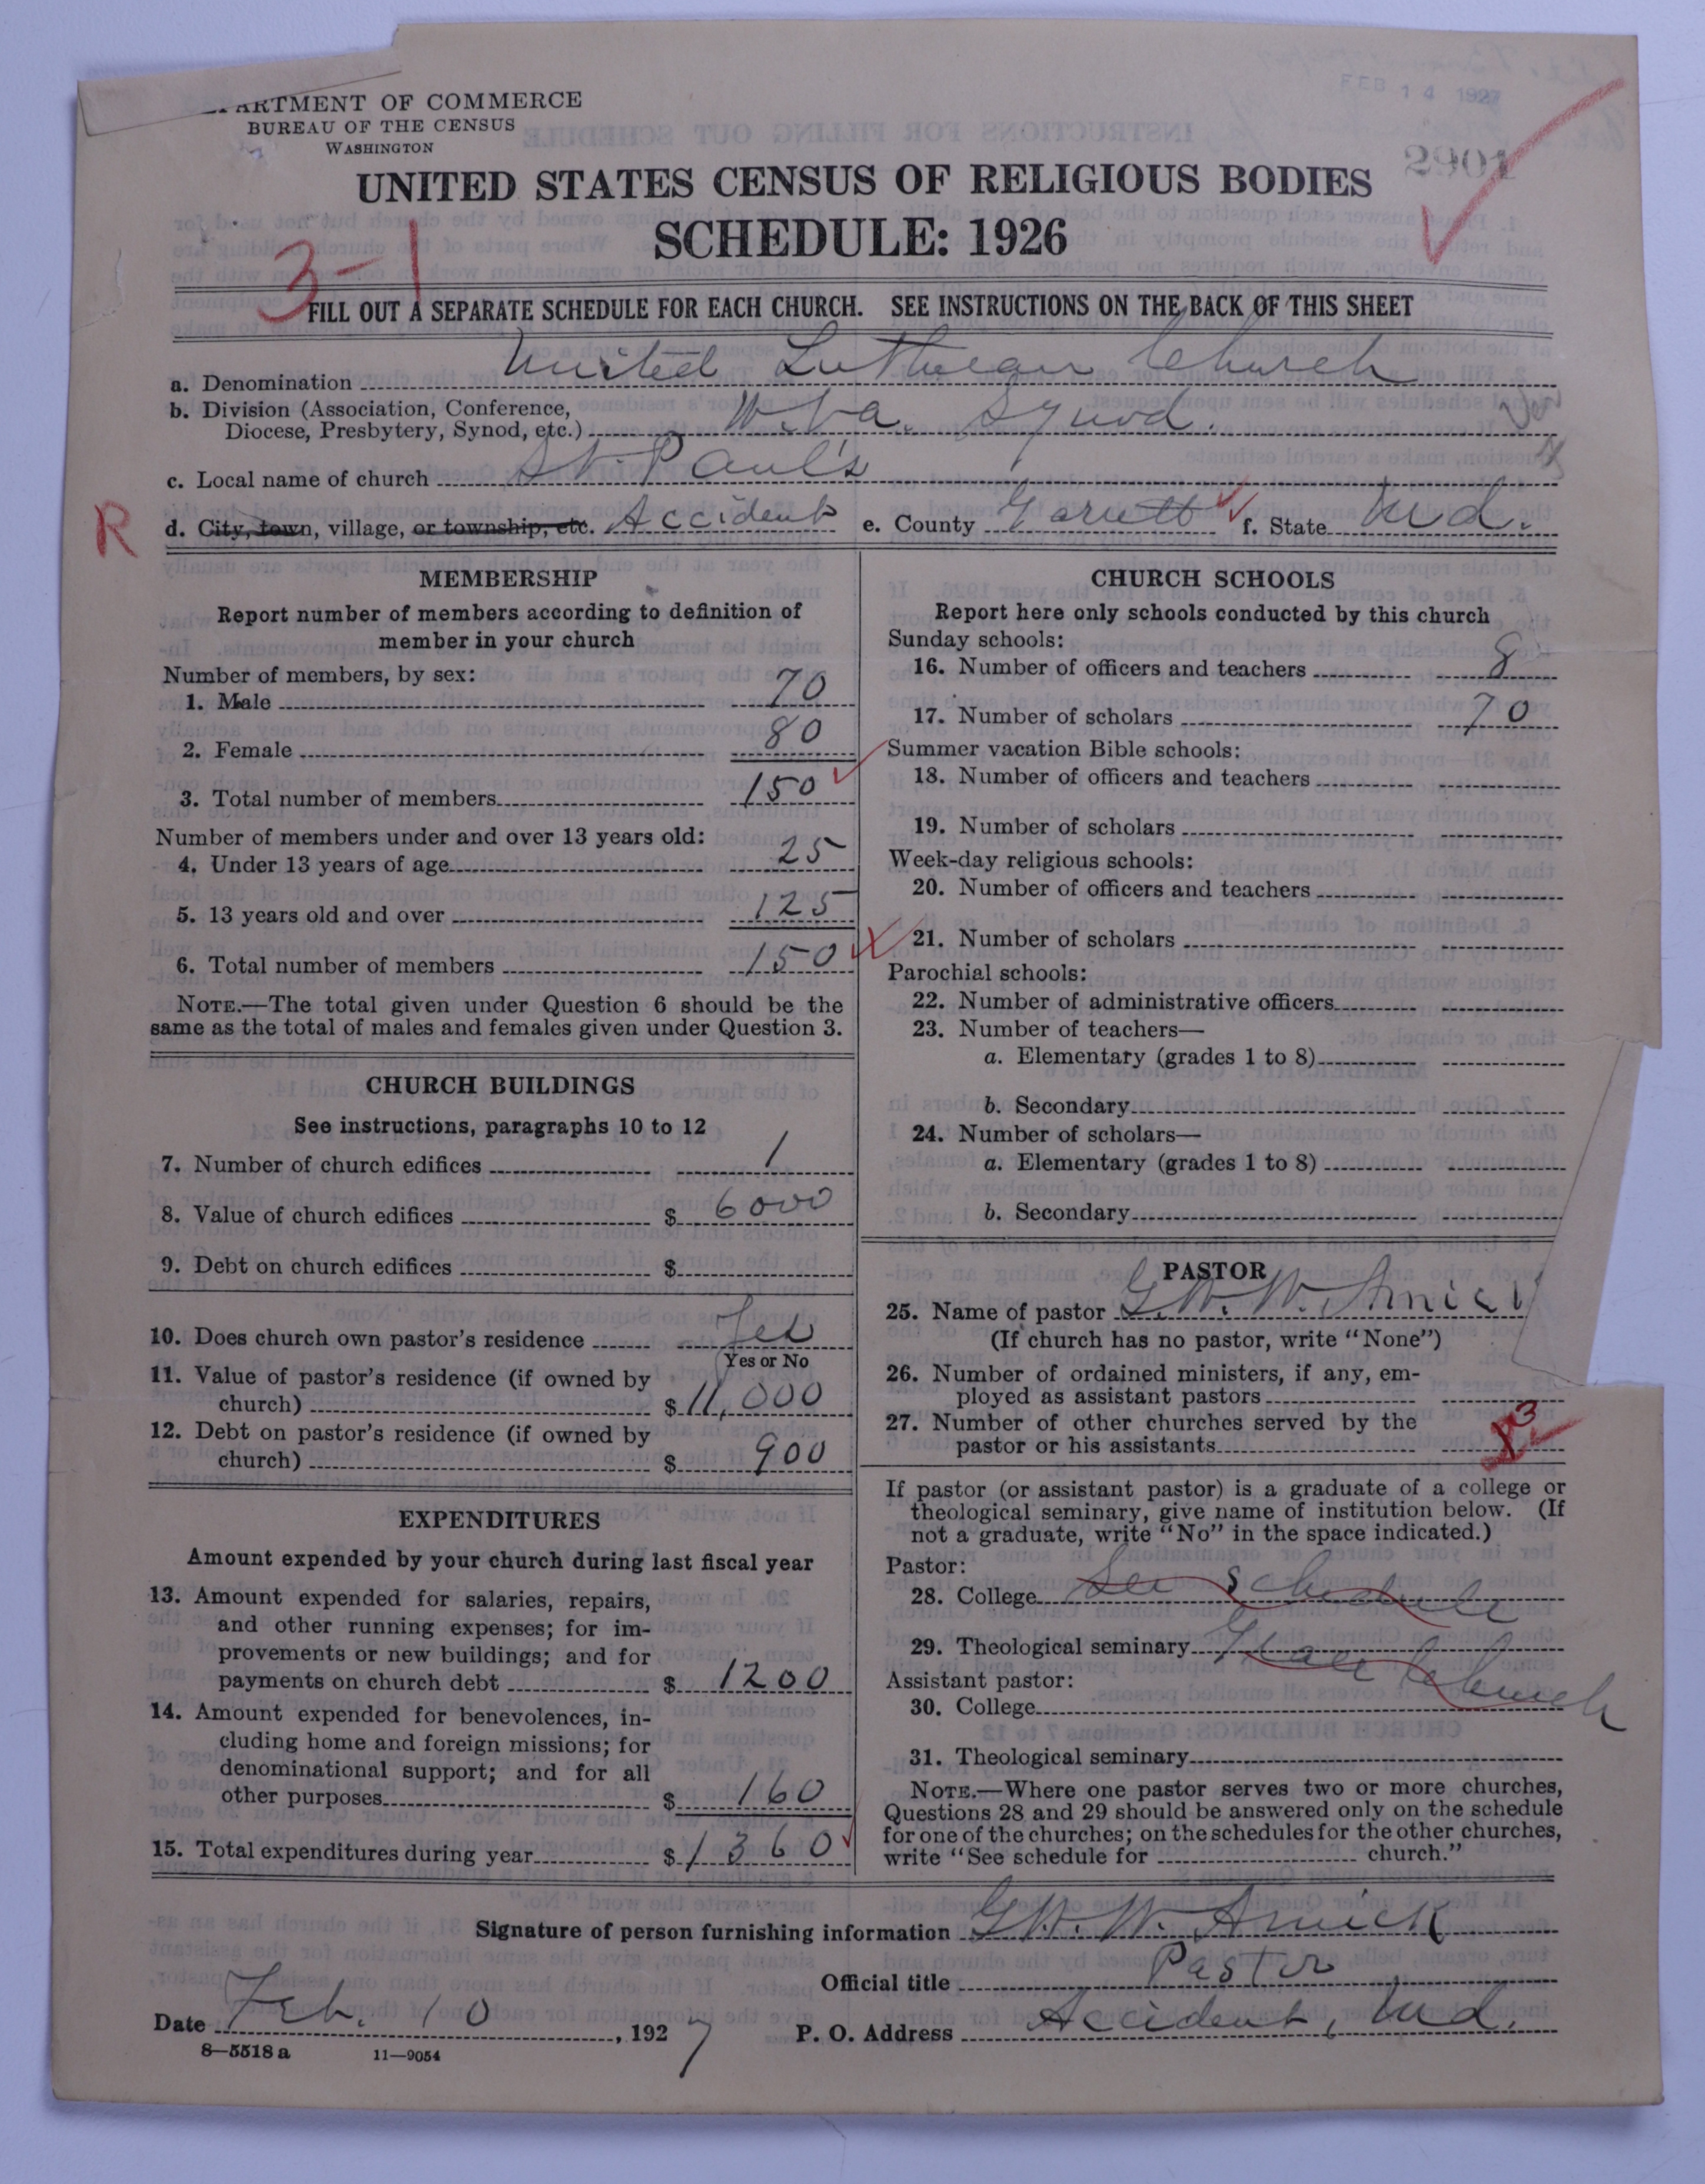 ARTMENT OF COMMERCE
BUREAU OF THE CENSUS
WASHINGTON
FEB 14 1927
2901
UNITED STATES CENSUS OF RELIGIOUS BODIES
SCHEDULE: 1926
3-1
FILL OUT A SEPARATE SCHEDULE FOR EACH CHURCH. SEE INSTRUCTIONS ON THE BACK OF THIS SHEET
a. Denomination United Lutheran Church
b. Division (Association, Conference,
Diocese, Presbytery, Synod, etc.) W. Va. Synod.
c. Local name of church St. Paul's
R
d. City, town, village, or township, etc. Accident e. County Garrett f. State Md.
MEMBERSHIP
Report number of members according to definition of
member in your church
Number of members, by sex:
1. Male 70
2. Female 80
3. Total number of members 150
Number of members under and over 13 years old:
4. Under 13 years of age 25
5. 13 years old and over 125
6. Total number of members 150
NOTE.—The total given under Question 6 should be the
same as the total of males and females given under Question 3.
CHURCH BUILDINGS
See instructions, paragraphs 10 to 12
7. Number of church edifices 1
8. Value of church edifices $ 6000
9. Debt on church edifices $
10. Does church own pastor's residence Yes
Yes or No
11. Value of pastor's residence (if owned by
church) $ 11,000
12. Debt on pastor's residence (if owned by
church) $ 900
EXPENDITURES
Amount expended by your church during last fiscal year
13. Amount expended for salaries, repairs,
and other running expenses; for im-
provements or new buildings; and for
payments on church debt $ 1200
14. Amount expended for benevolences, in-
cluding home and foreign missions; for
denominational support; and for all
other purposes $ 160
15. Total expenditures during year $ 1360
CHURCH SCHOOLS
Report here only schools conducted by this church
Sunday schools:
16. Number of officers and teachers 8
17. Number of scholars 70
Summer vacation Bible schools:
18. Number of officers and teachers
19. Number of scholars
Week-day religious schools:
20. Number of officers and teachers
21. Number of scholars
Parochial schools:
22. Number of administrative officers
23. Number of teachers—
a. Elementary (grades 1 to 8)
b. Secondary
24. Number of scholars—
a. Elementary (grades 1 to 8)
b. Secondary
PASTOR
25. Name of pastor G. W. W. Amick
(If church has no pastor, write "None")
26. Number of ordained ministers, if any, em-
ployed as assistant pastors
27. Number of other churches served by the
pastor or his assistants 3
If pastor (or assistant pastor) is a graduate of a college or
theological seminary, give name of institution below. (If
not a graduate, write "No" in the space indicated.)
Pastor:
28. College See Schedule
29. Theological seminary Grace Church
Assistant pastor:
30. College
31. Theological seminary
NOTE.—Where one pastor serves two or more churches,
Questions 28 and 29 should be answered only on the schedule
for one of the churches; on the schedules for the other churches,
write "See schedule for church."
Signature of person furnishing information G. W. W. Amick
Official title Pastor
Date Feb. 10, 1927 P. O. Address Accident, Md.
8—5518 a 11—9054